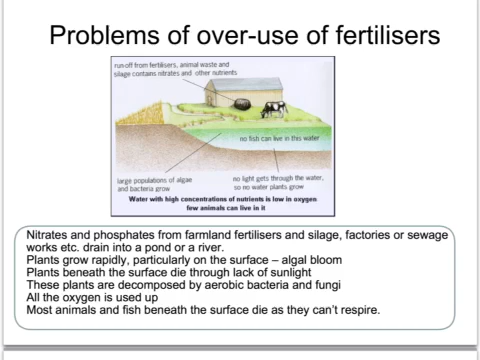 Problems of over-use of fertilisers
run off from fertilisers, animal waste and
silage contains nitrates and other nutrients
no fish can live in this water
large populations of algae
and bacteria grow
no light gets through the water,
so no water plants grow
Water with high concentrations of nutrients is low in oxygen
few animals can live in it
Nitrates and phosphates from farmland fertilisers and silage, factories or sewage
works etc. drain into a pond or a river.
Plants grow rapidly, particularly on the surface – algal bloom
Plants beneath the surface die through lack of sunlight
These plants are decomposed by aerobic bacteria and fungi
All the oxygen is used up
Most animals and fish beneath the surface die as they can't respire.